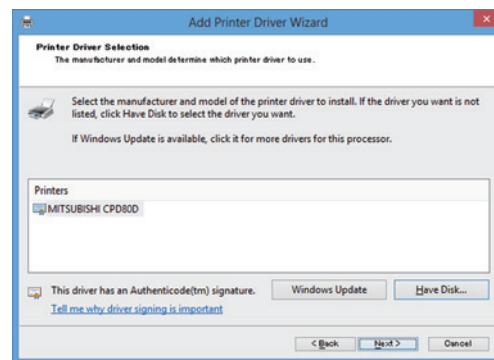 Add Printer Driver Wizard
Printer Driver Selection
The manufacturer and model determine which printer driver to use.
Select the manufacturer and model of the printer driver to install. If the driver you want is not
listed, click Have Disk to select the driver you want.
If Windows Update is available, click it for more drivers for this processor.
Printers
MITSUBISHI CPD80D
This driver has an Authenticode(tm) signature.
Windows Update
Have Disk...
Tell me why driver signing is important
< Back
Next >
Cancel